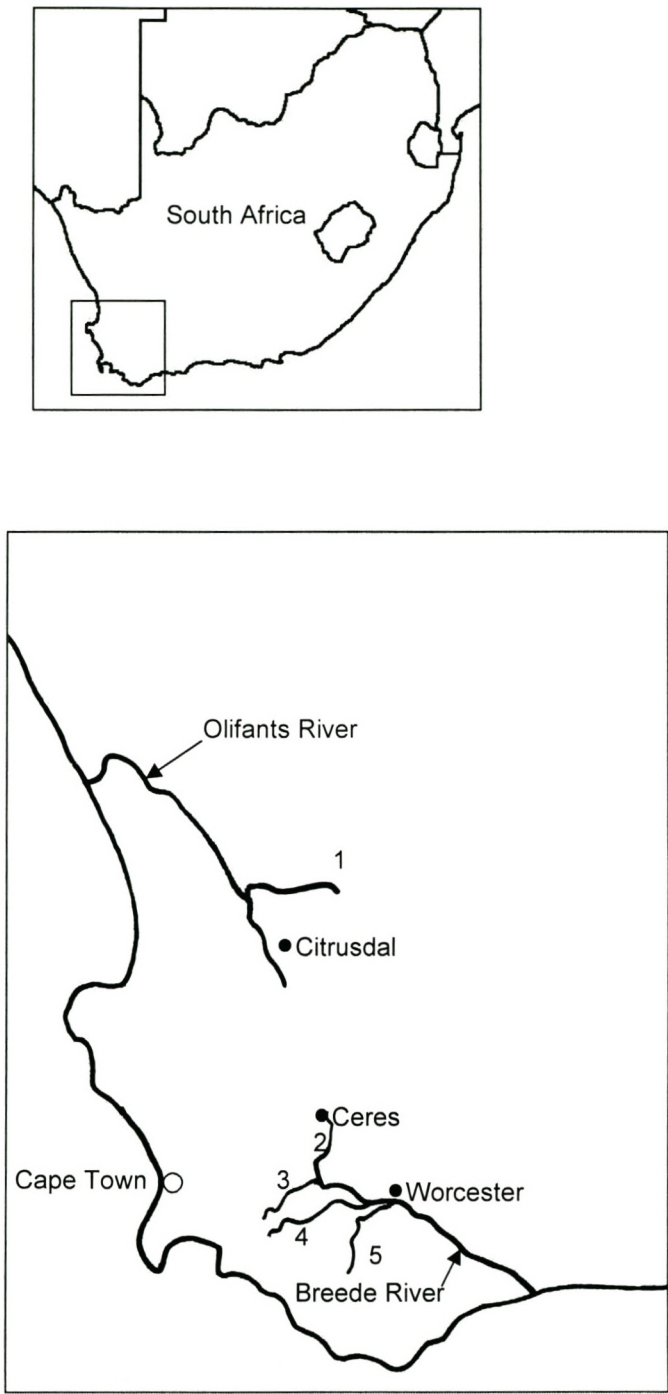 South Africa
Olifants River
1
Citrusdal
Ceres
2
3
Cape Town
Worcester
4
5
Breede River